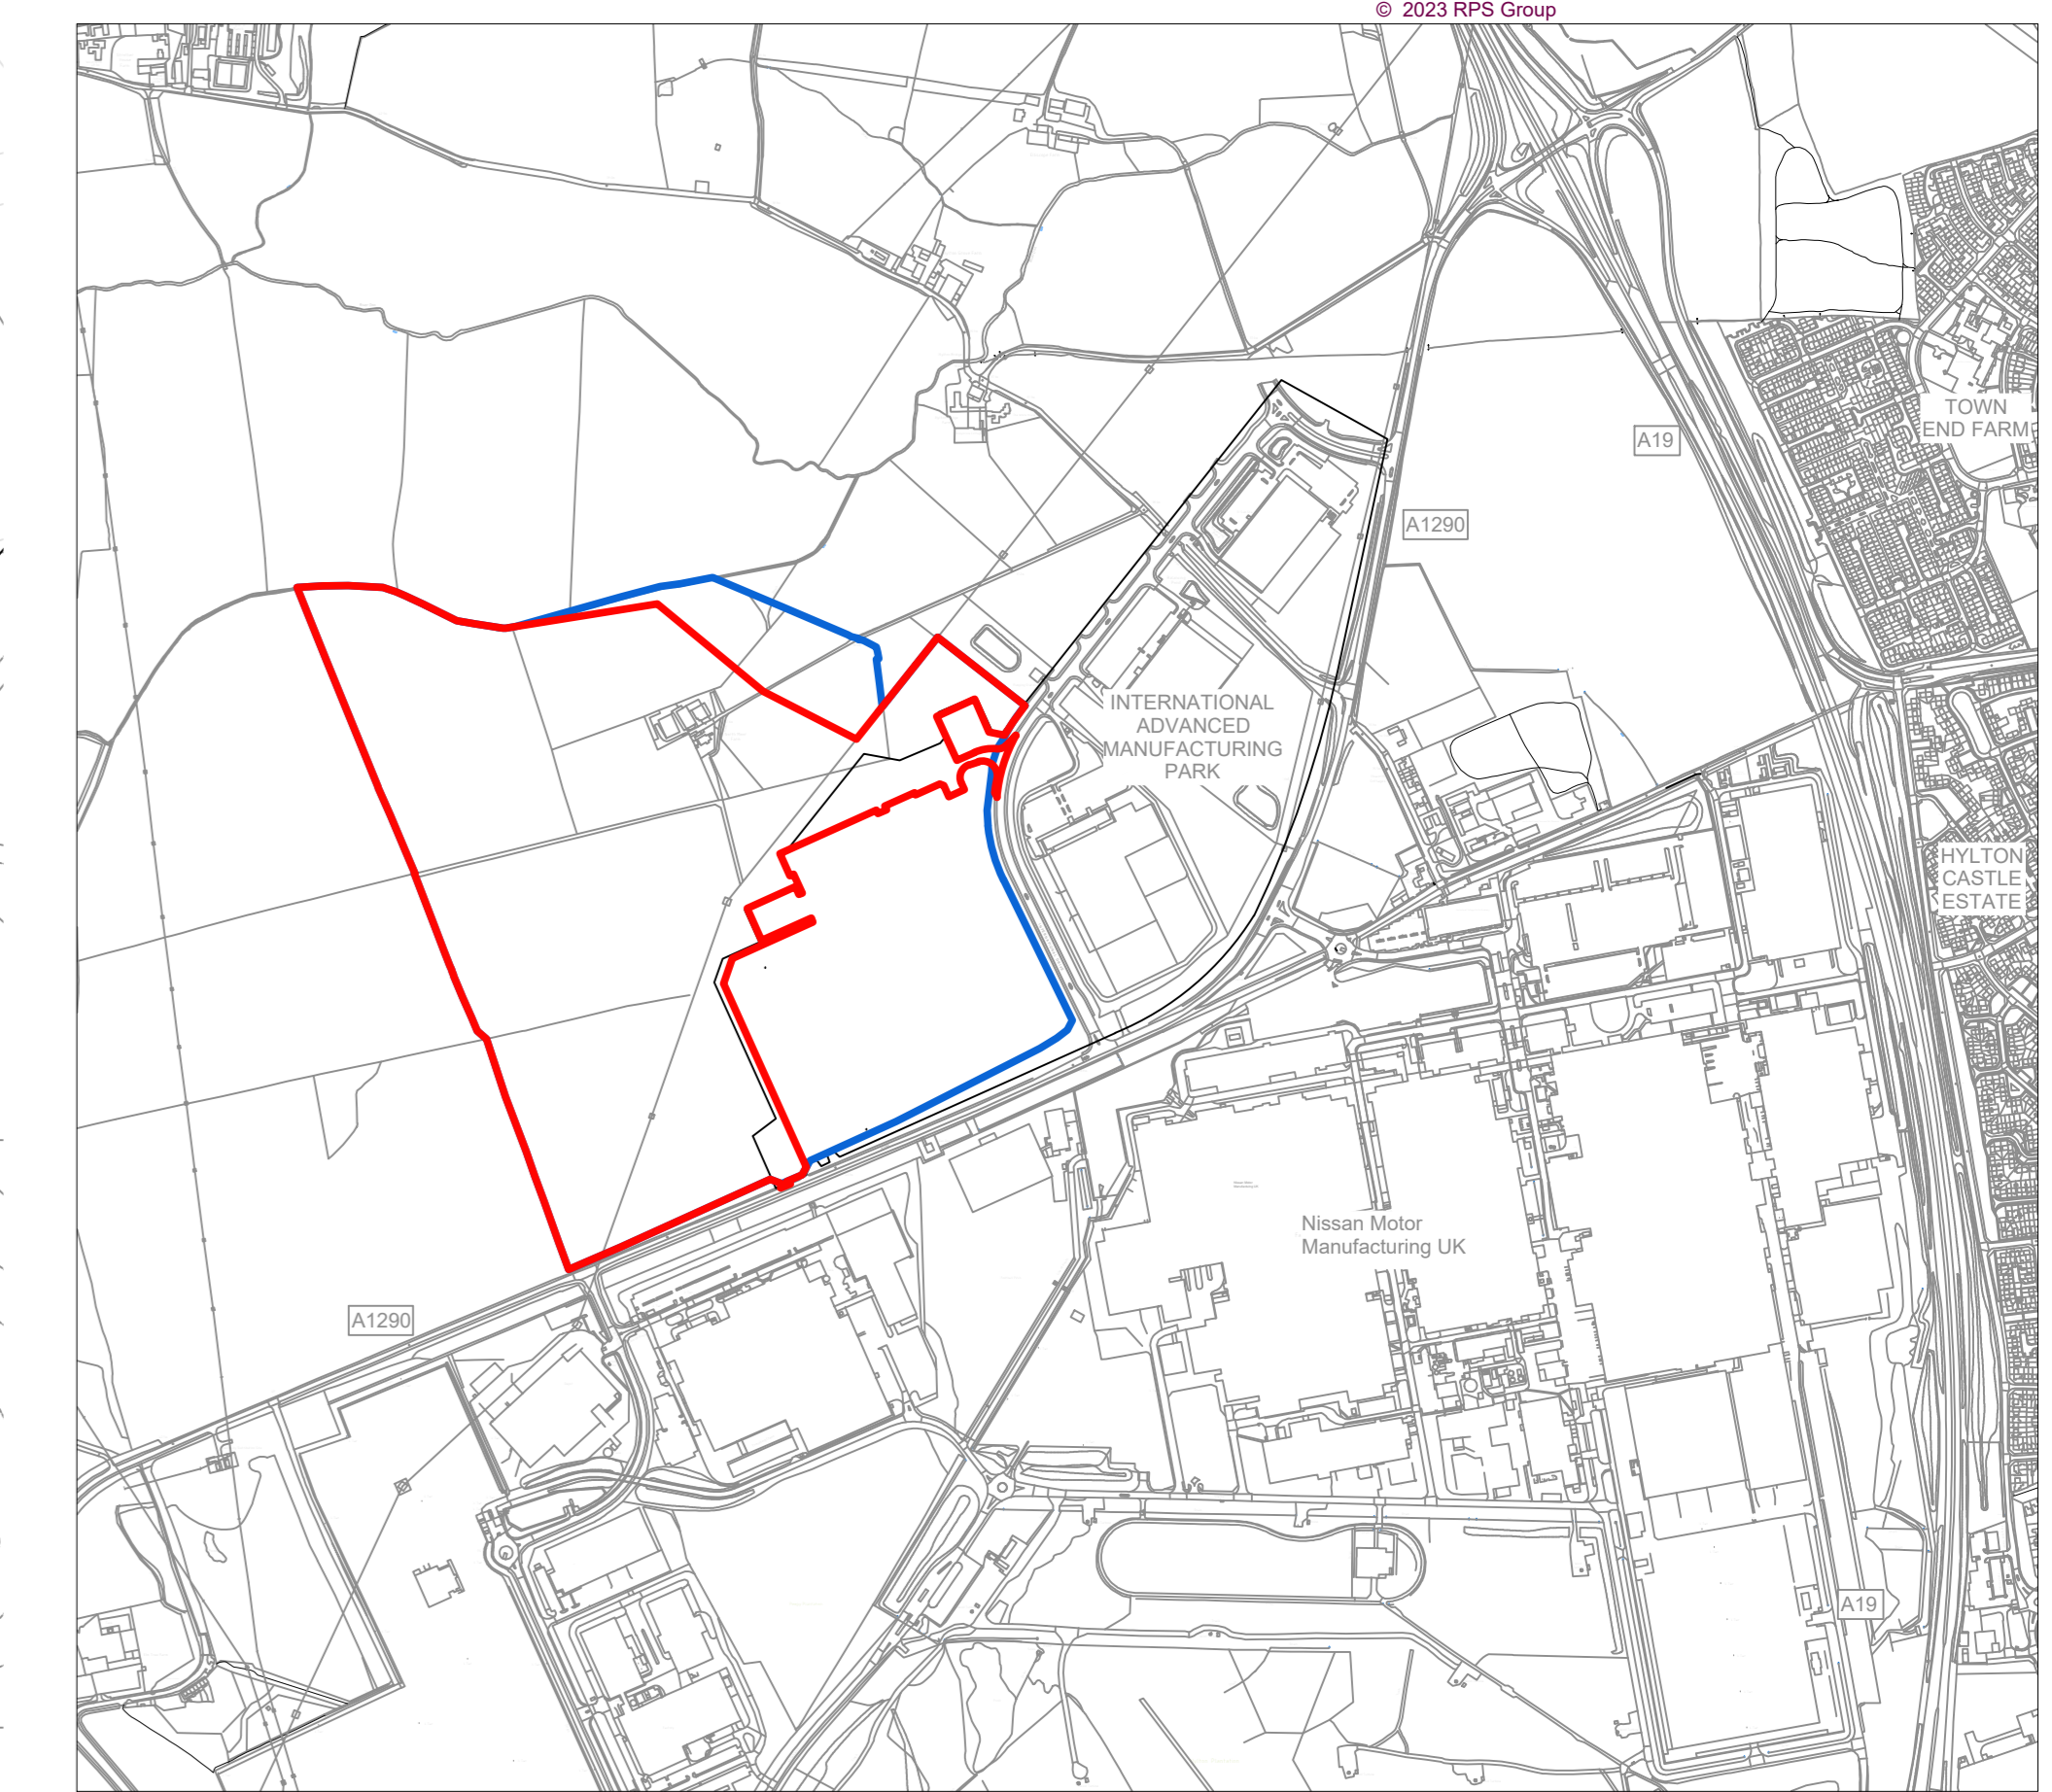 © 2023 RPS Group
TOWN
END FARM
A19
A1290
INTERNATIONAL
ADVANCED
MANUFACTURING
PARK
HYLTON
CASTLE
ESTATE
Nissan Motor
Manufacturing UK
A1290
A19